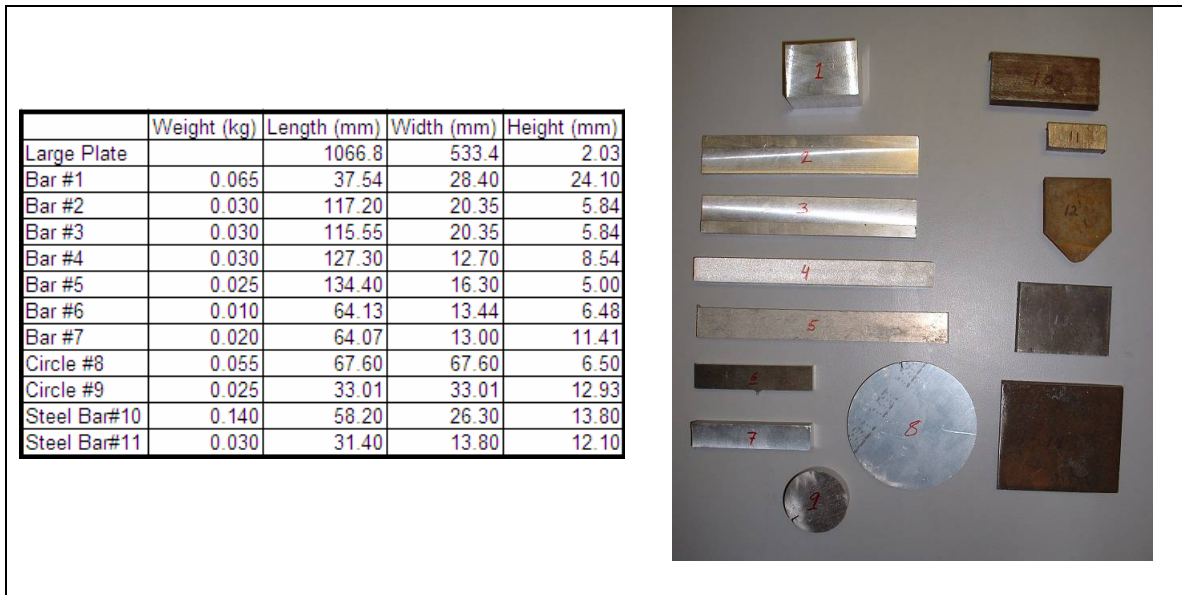 Weight (kg) Length (mm) Width (mm) Height (mm)
Large Plate 1066.8 533.4 2.03
Bar #1 0.065 37.54 28.40 24.10
Bar #2 0.030 117.20 20.35 5.84
Bar #3 0.030 115.55 20.35 5.84
Bar #4 0.030 127.30 12.70 8.54
Bar #5 0.025 134.40 16.30 5.00
Bar #6 0.010 64.13 13.44 6.48
Bar #7 0.020 64.07 13.00 11.41
Circle #8 0.055 67.60 67.60 6.50
Circle #9 0.025 33.01 33.01 12.93
Steel Bar#10 0.140 58.20 26.30 13.80
Steel Bar#11 0.030 31.40 13.80 12.10
1
10
2
11
3
12
4
5
6
7
8
9